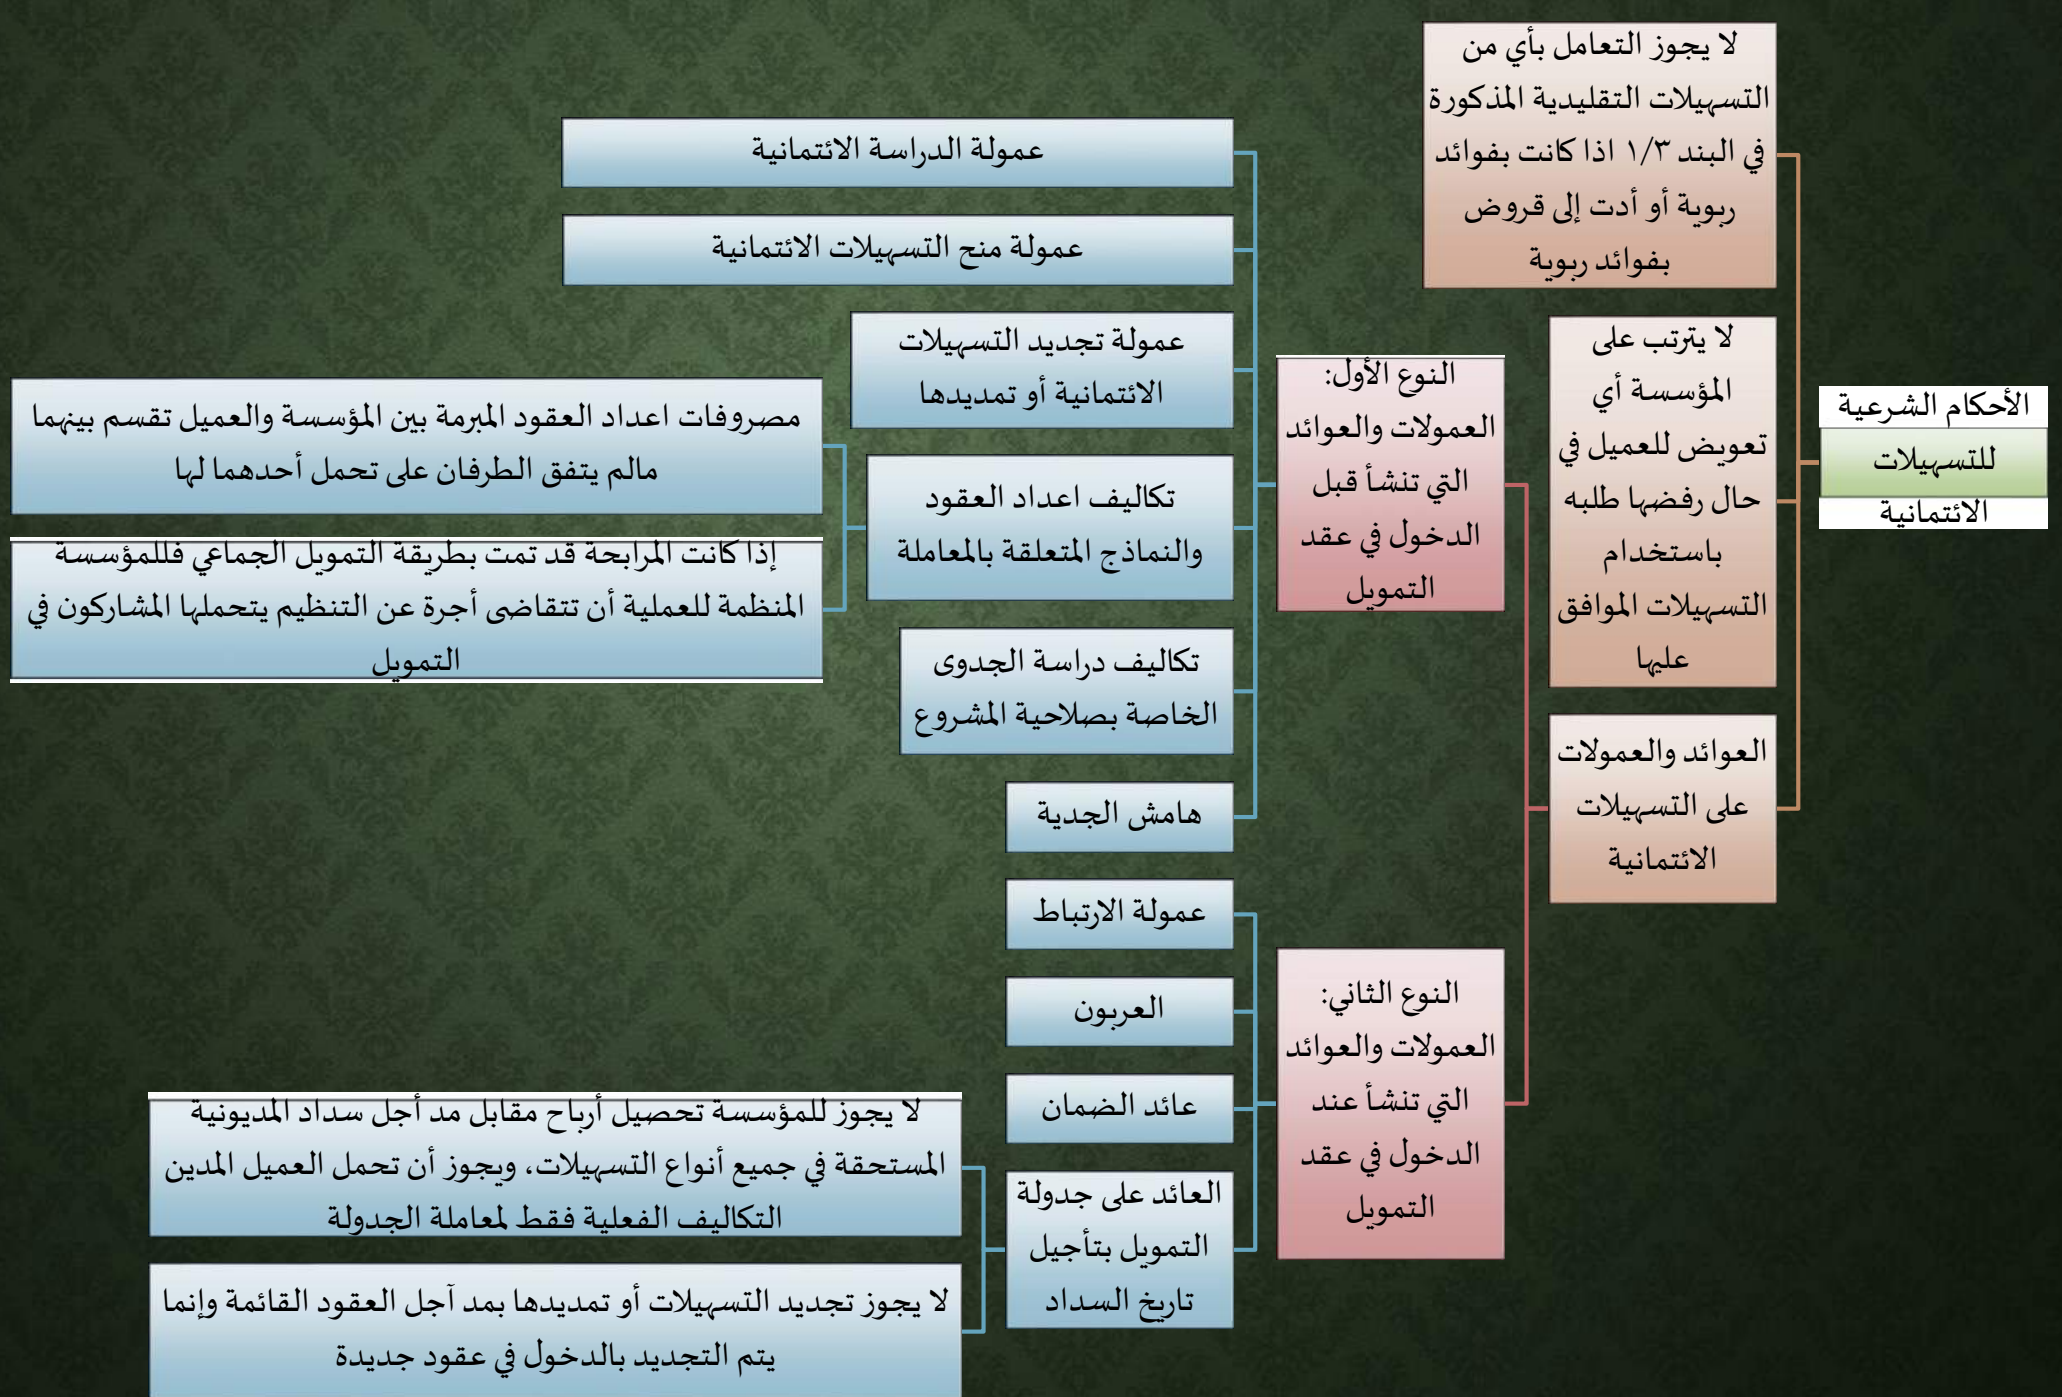 الأحكام الشرعية
للتسهيلات
الائتمانية
لا يجوز التعامل بأي من
التسهيلات التقليدية المذكورة
في البند ١/٣ اذا كانت بفوائد
ربوية أو أدت إلى قروض
بفوائد ربوية
لا يترتب على
المؤسسة أي
تعويض للعميل في
حال رفضها طلبه
باستخدام
التسهيلات الموافق
عليها
العوائد والعمولات
على التسهيلات
الائتمانية
النوع الأول:
العمولات والعوائد
التي تنشأ قبل
الدخول في عقد
التمويل
عمولة الدراسة الائتمانية
عمولة منح التسهيلات الائتمانية
عمولة تجديد التسهيلات
الائتمانية أو تمديدها
تكاليف اعداد العقود
والنماذج المتعلقة بالمعاملة
مصروفات اعداد العقود المبرمة بين المؤسسة والعميل تقسم بينهما
مالم يتفق الطرفان على تحمل أحدهما لها
إذا كانت المرابحة قد تمت بطريقة التمويل الجماعي فللمؤسسة
المنظمة للعملية أن تتقاضى أجرة عن التنظيم يتحملها المشاركون في
التمويل
تكاليف دراسة الجدوى
الخاصة بصلاحية المشروع
هامش الجدية
النوع الثاني:
العمولات والعوائد
التي تنشأ عند
الدخول في عقد
التمويل
عمولة الارتباط
العربون
عائد الضمان
العائد على جدولة
التمويل بتأجيل
تاريخ السداد
لا يجوز للمؤسسة تحصيل أرباح مقابل مد أجل سداد المديونية
المستحقة في جميع أنواع التسهيلات، ويجوز أن تحمل العميل المدين
التكاليف الفعلية فقط لمعاملة الجدولة
لا يجوز تجديد التسهيلات أو تمديدها بمد آجل العقود القائمة وإنما
يتم التجديد بالدخول في عقود جديدة